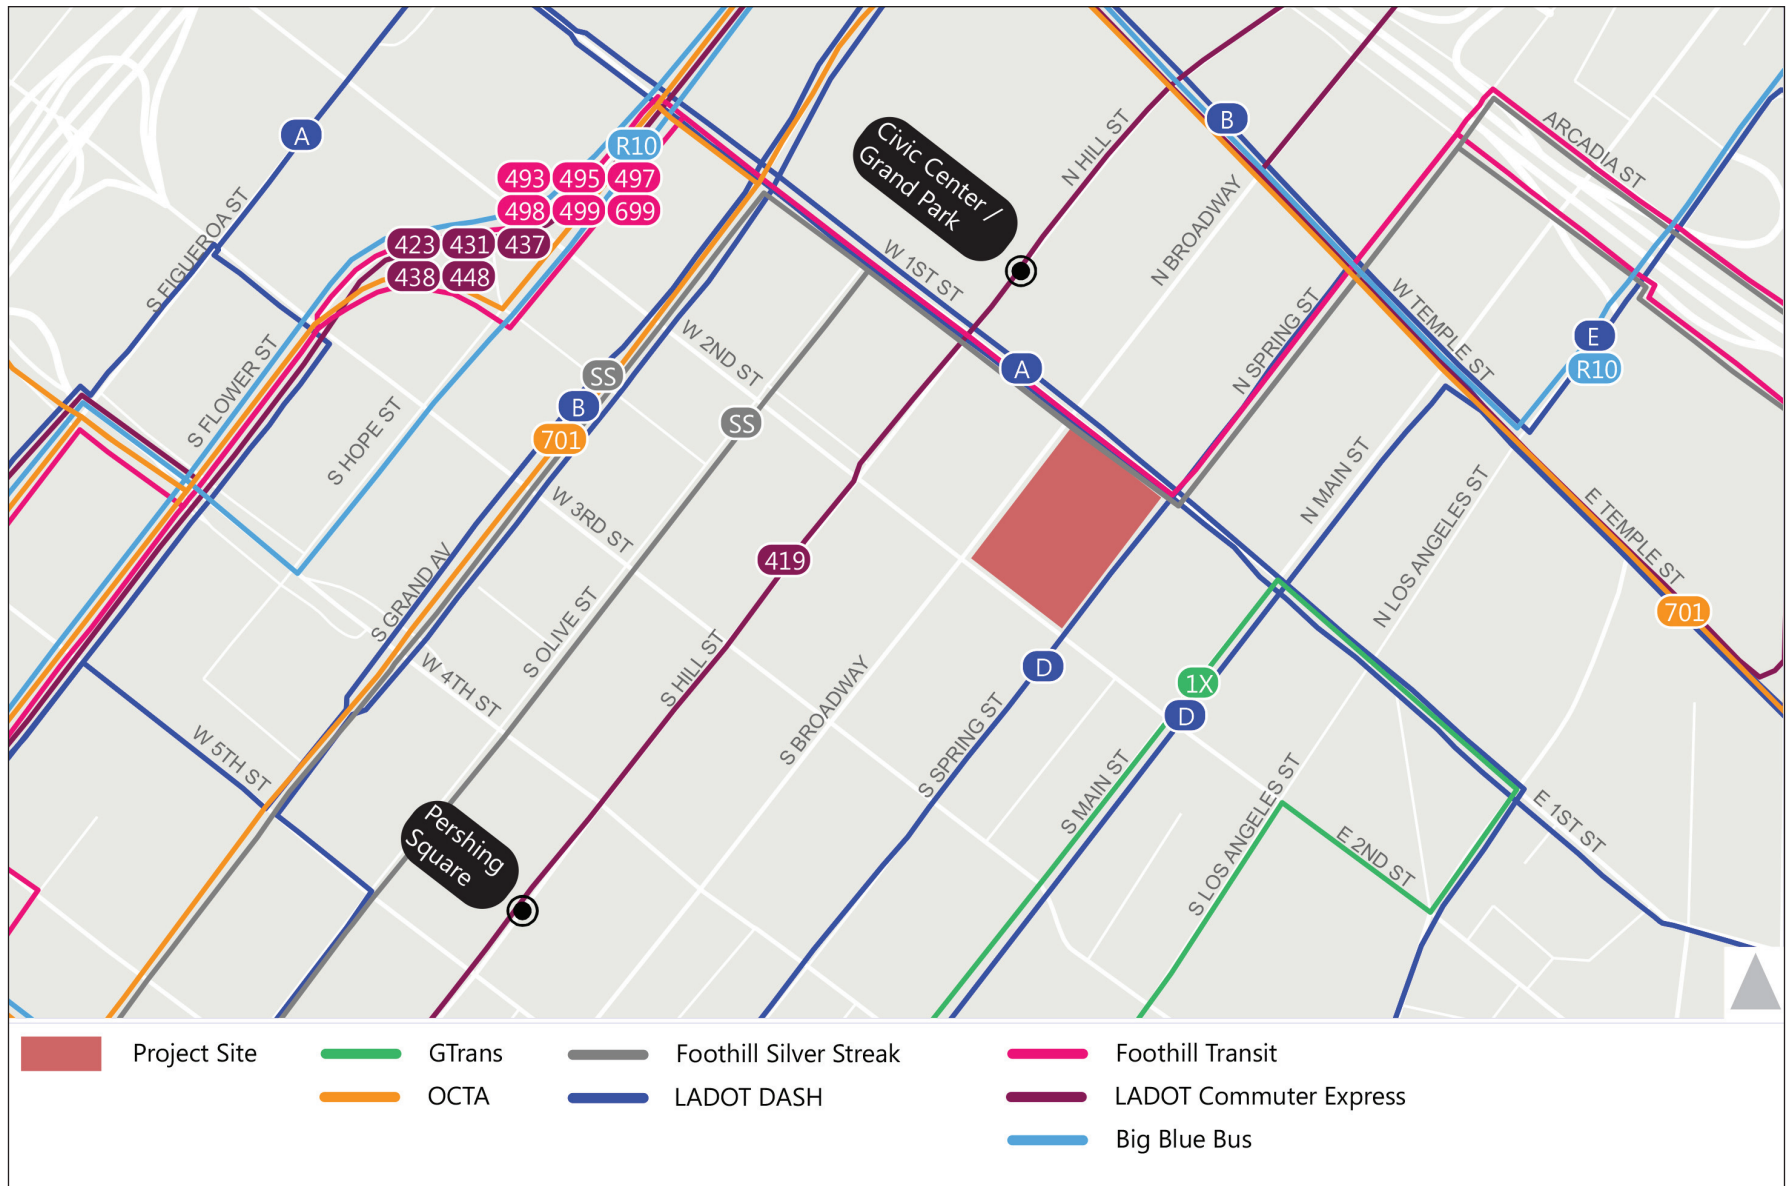 A
B
R10
493 495 497
498 499 699
423 431 437
438 448
Civic Center /
Grand Park
N HILL ST
N BROADWAY
ARCADIA ST
S FIGUEROA ST
W 1ST ST
W TEMPLE ST
N SPRING ST
E
R10
S FLOWER ST
W 2ND ST
SS
B
701
SS
A
S HOPE ST
N MAIN ST
N LOS ANGELES ST
E TEMPLE ST
W 3RD ST
419
S GRAND AV
S OLIVE ST
701
W 4TH ST
S HILL ST
D
1X
D
S BROADWAY
S SPRING ST
W 5TH ST
S MAIN ST
S LOS ANGELES ST
E 1ST ST
E 2ND ST
Pershing
Square
Project Site
GTrans
Foothill Silver Streak
Foothill Transit
OCTA
LADOT DASH
LADOT Commuter Express
Big Blue Bus